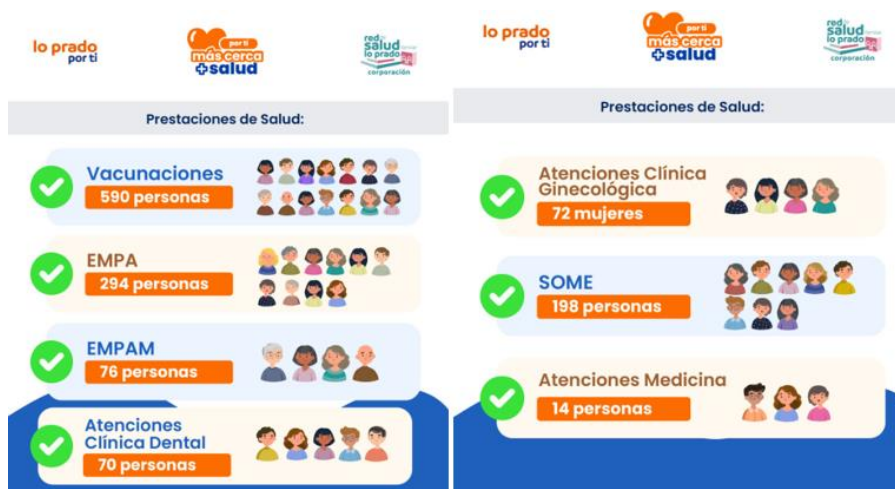 lo prado
por ti
por ti
más cerca
+salud
red de
salud
lo prado
corporación
Prestaciones de Salud:
Vacunaciones
590 personas
EMPA
294 personas
EMPAM
76 personas
Atenciones
Clínica Dental
70 personas
lo prado
por ti
por ti
más cerca
+salud
red de
salud
lo prado
corporación
Prestaciones de Salud:
Atenciones Clínica
Ginecológica
72 mujeres
SOME
198 personas
Atenciones Medicina
14 personas